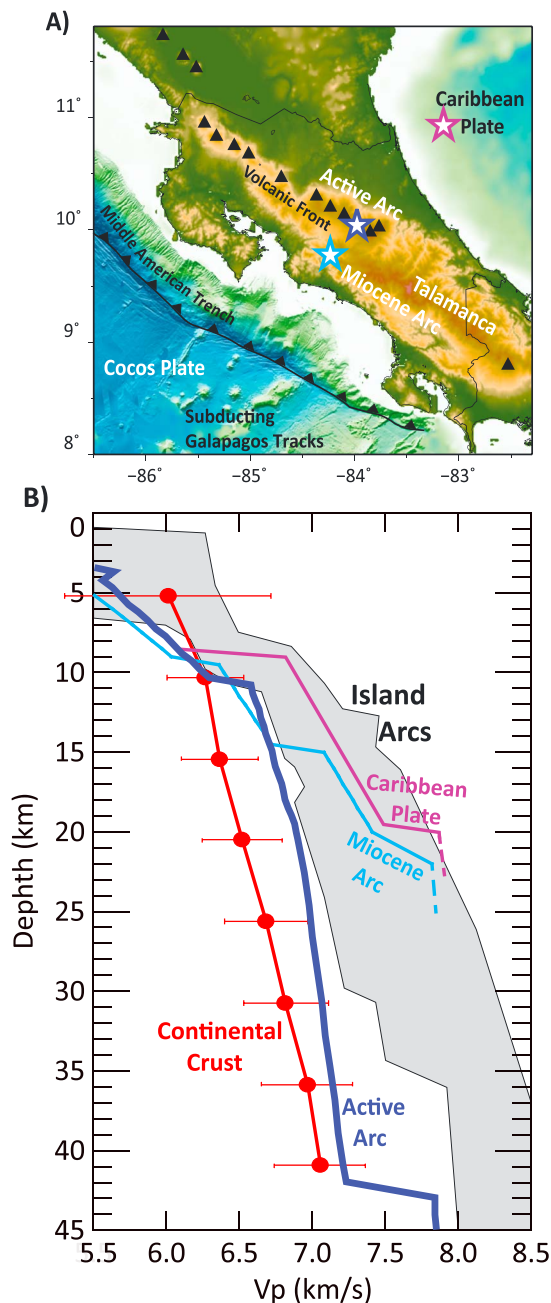 A)
11°
10°
9°
8°
Caribbean
Plate
Active Arc
Volcanic Front
Middle American Trench
Miocene Arc
Talamanca
Cocos Plate
Subducting
Galapagos Tracks
−86° −85° −84° −83°
B)
0
5
10
15
20
25
30
35
40
45
Dephth (km)
Island
Arcs
Caribbean
Plate
Miocene
Arc
Continental
Crust
Active
Arc
5.5 6.0 6.5 7.0 7.5 8.0 8.5
Vp (km/s)